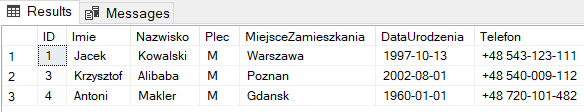 Results Messages
ID Imie Nazwisko Plec MiejsceZamieszkania DataUrodzenia Telefon
1 1 Jacek Kowalski M Warszawa 1997-10-13 +48 543-123-111
2 3 Krzysztof Alibaba M Poznan 2002-08-01 +48 540-009-112
3 4 Antoni Makler M Gdansk 1960-01-01 +48 720-101-482